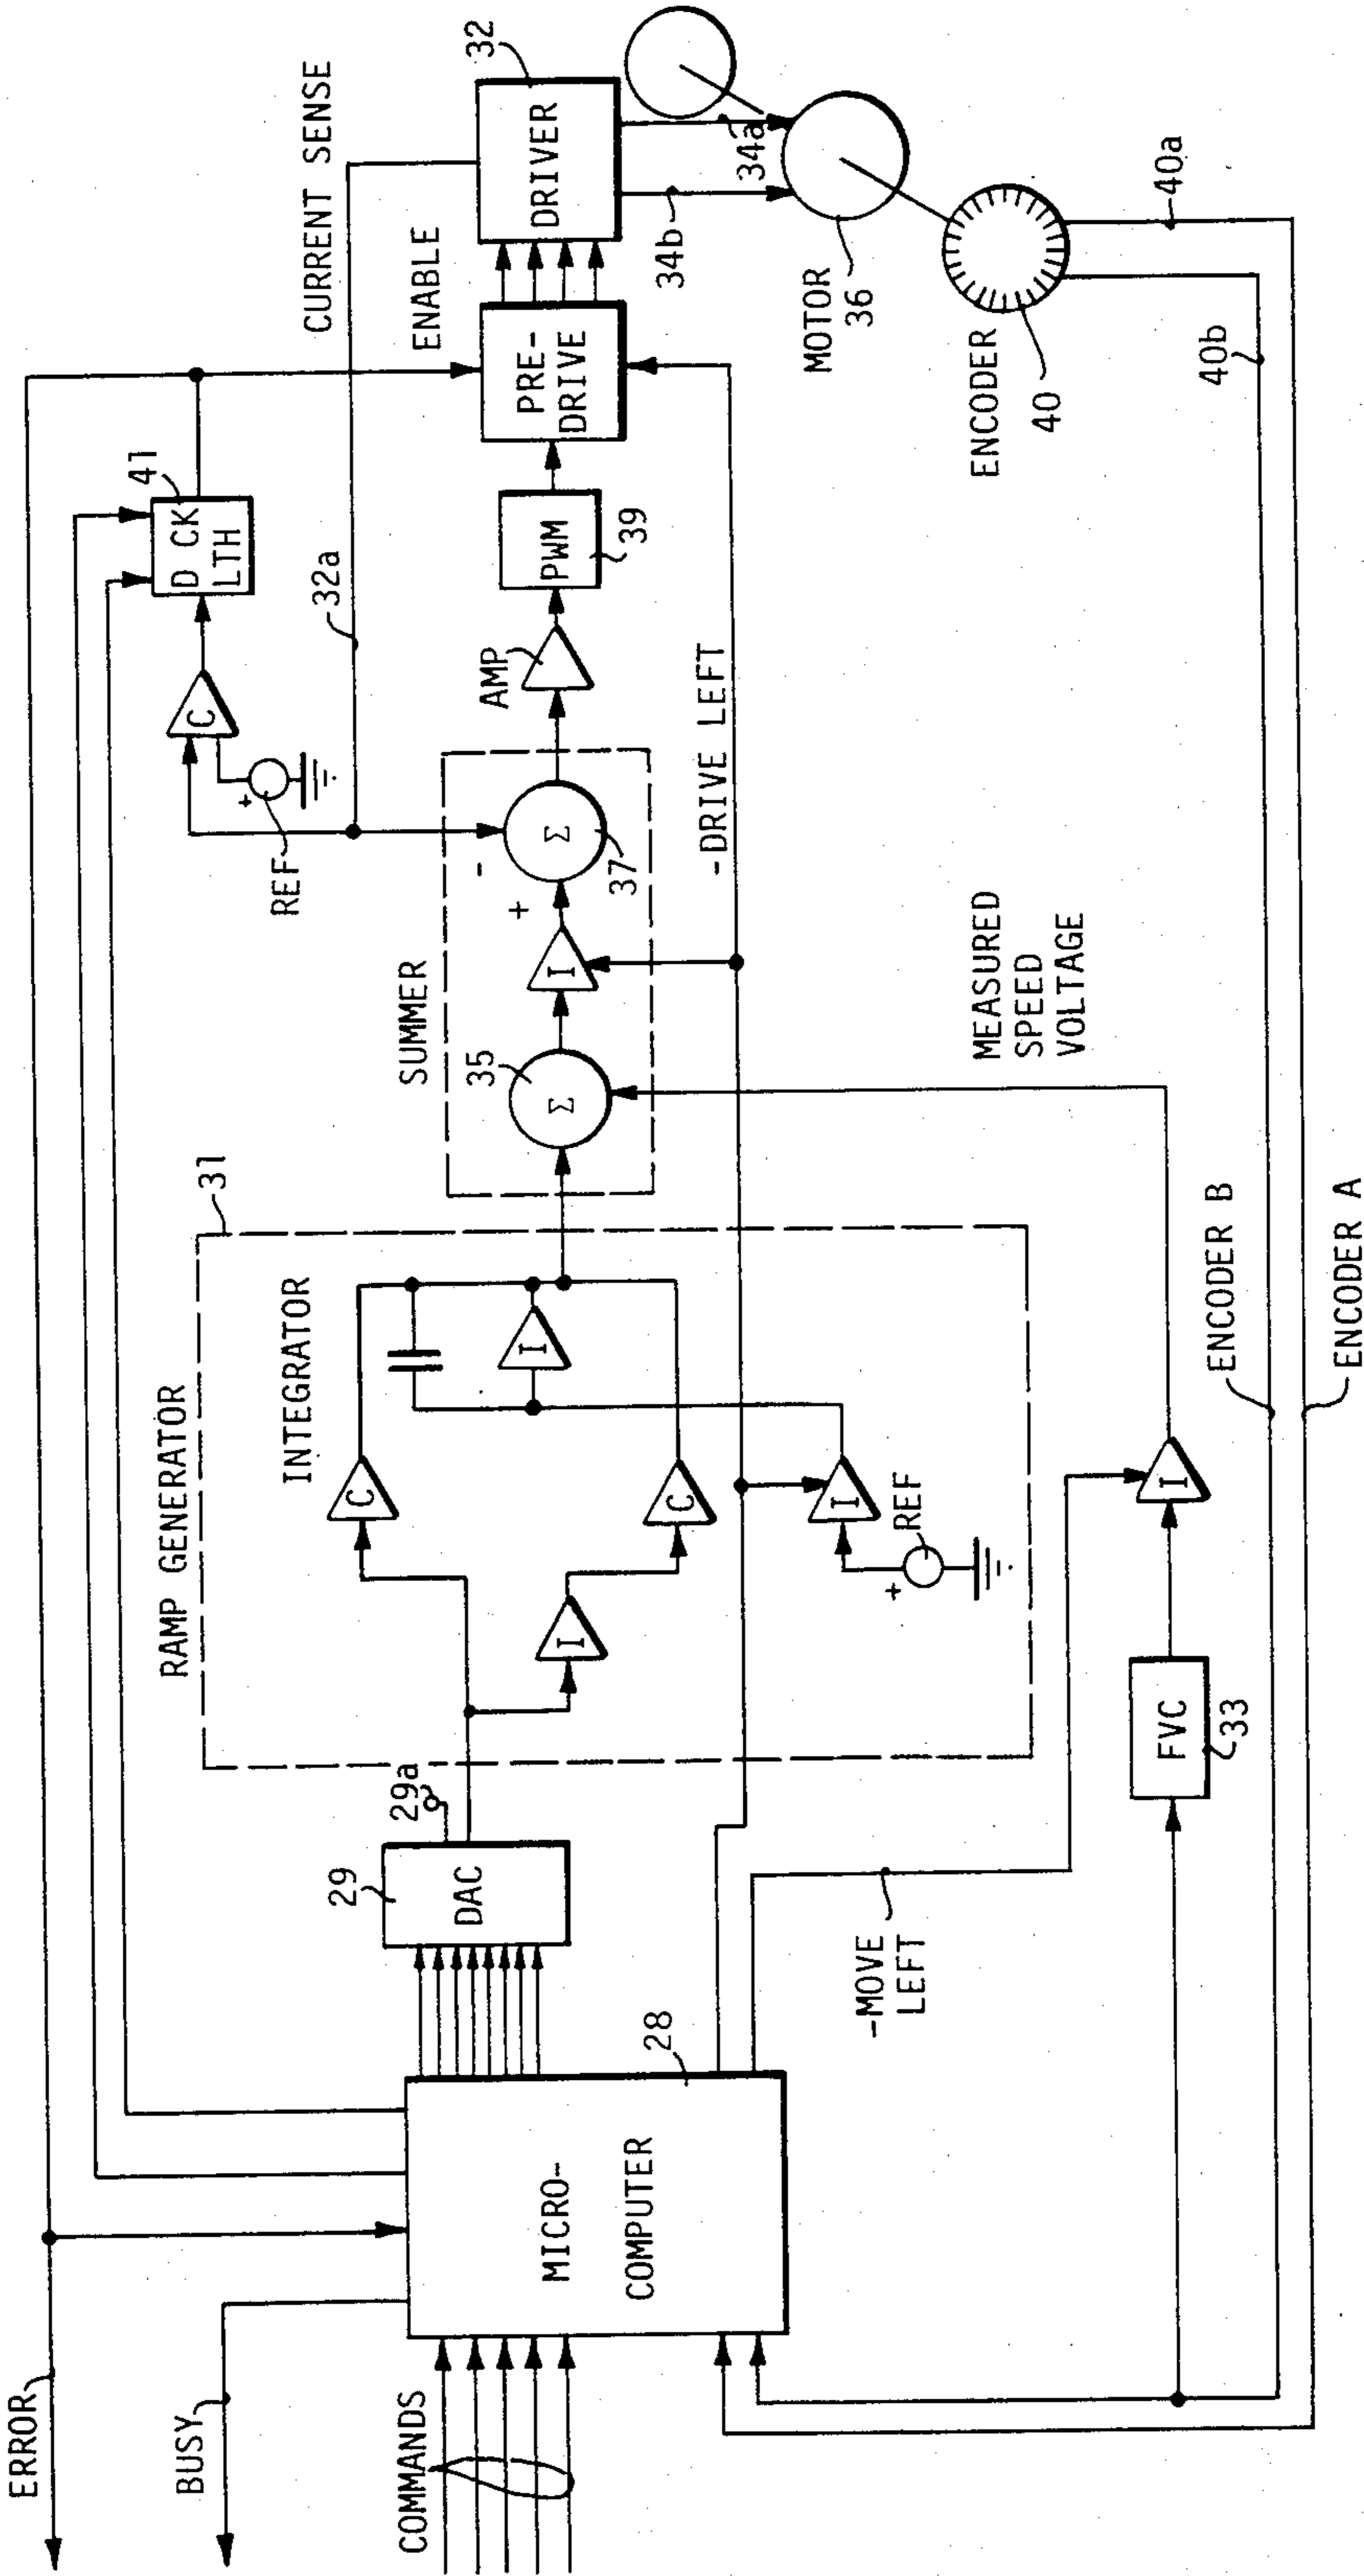 ERROR
BUSY
COMMANDS
MICRO-
COMPUTER
28
29
DAC
29a
-MOVE
LEFT
RAMP GENERATOR
31
INTEGRATOR
C
I
I
C
I
+
REF
FVC
33
I
ENCODER B
ENCODER A
MEASURED
SPEED
VOLTAGE
SUMMER
35
Σ
I
+
-
Σ
37
-DRIVE LEFT
REF
+
C
D CK
LTH
41
32a
AMP
PWM
39
CURRENT SENSE
ENABLE
PRE-
DRIVE
DRIVER
32
34a
34b
MOTOR
36
ENCODER
40
40a
40b